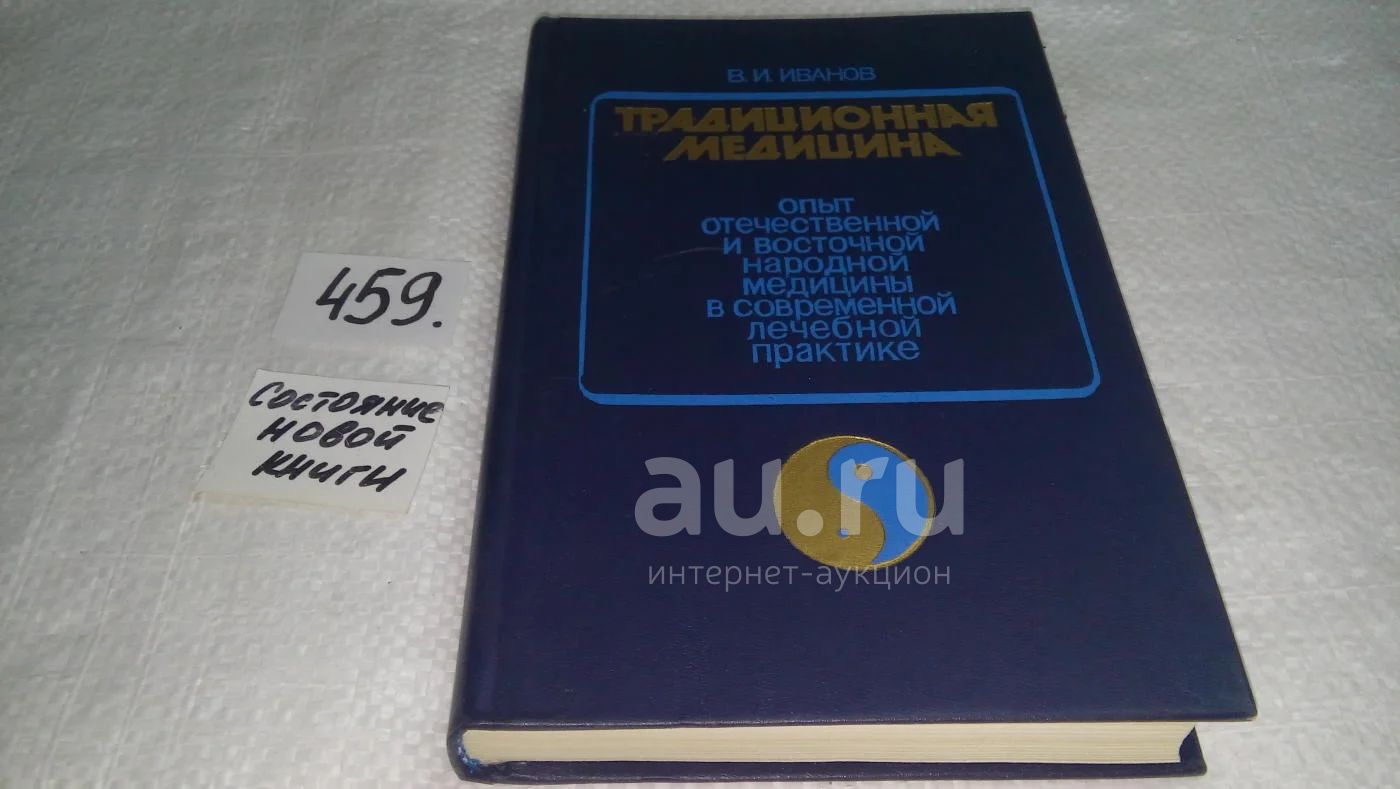 В. И. ИВАНОВ
ТРАДИЦИОННАЯ
МЕДИЦИНА
опыт
отечественной
и восточной
народной
медицины
в современной
лечебной
практике
459.
Состояние
новой
книги
au.ru
интернет-аукцион